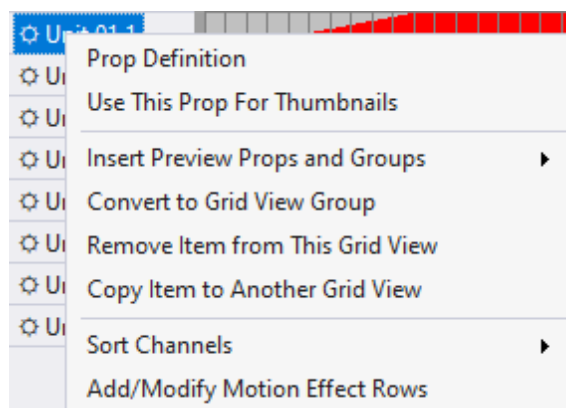 Unit 01.1
Prop Definition
Use This Prop For Thumbnails
Insert Preview Props and Groups
Convert to Grid View Group
Remove Item from This Grid View
Copy Item to Another Grid View
Sort Channels
Add/Modify Motion Effect Rows